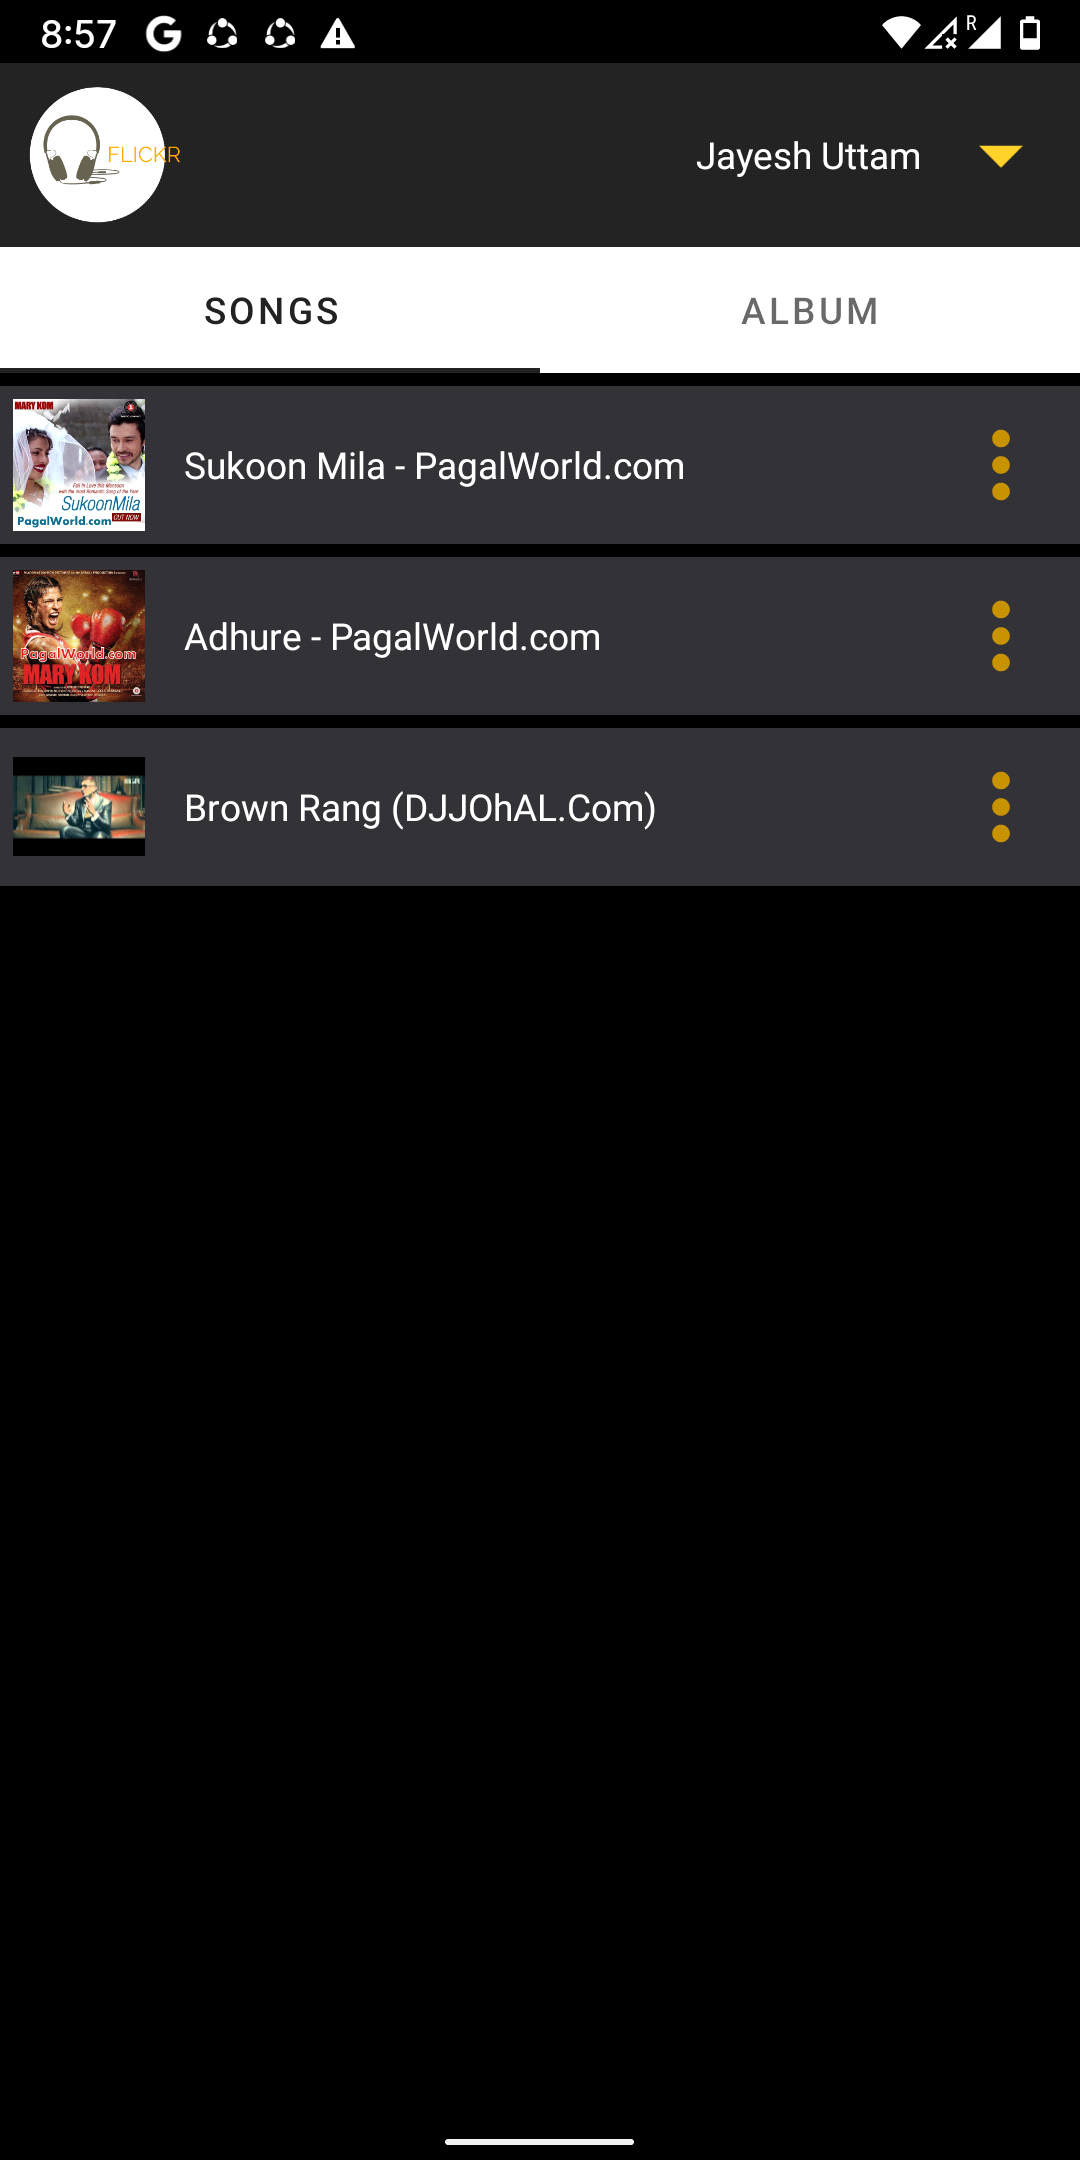 8:57
R
FLICKR
Jayesh Uttam
SONGS
ALBUM
MARY KOM
SukoonMila
PagalWorld.com
OUT NOW
Sukoon Mila - PagalWorld.com
PagalWorld.com
MARY KOM
Adhure - PagalWorld.com
Brown Rang (DJJOhAL.Com)